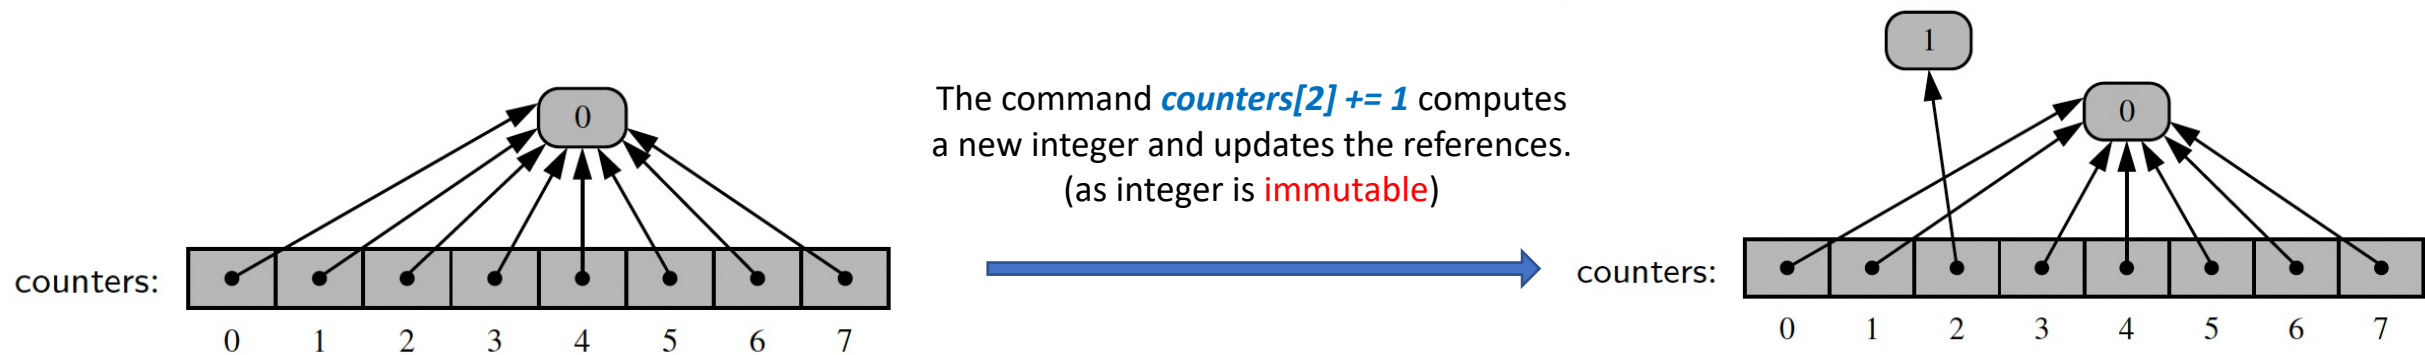 0
counters:
0 1 2 3 4 5 6 7
The command counters[2] += 1 computes
a new integer and updates the references.
(as integer is immutable)
1
0
counters:
0 1 2 3 4 5 6 7